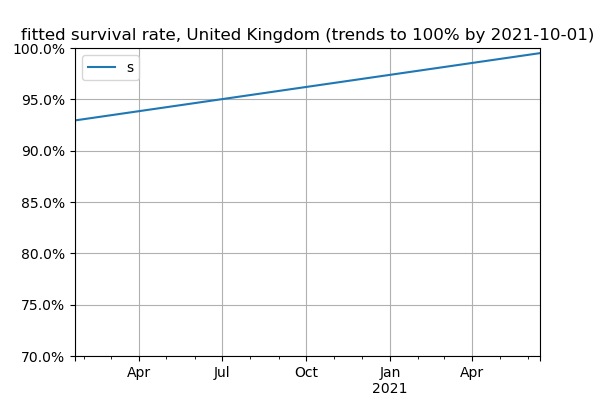 fitted survival rate, United Kingdom (trends to 100% by 2021-10-01)
100.0%
s
95.0%
90.0%
85.0%
80.0%
75.0%
70.0%
Apr Jul Oct Jan Apr
2021